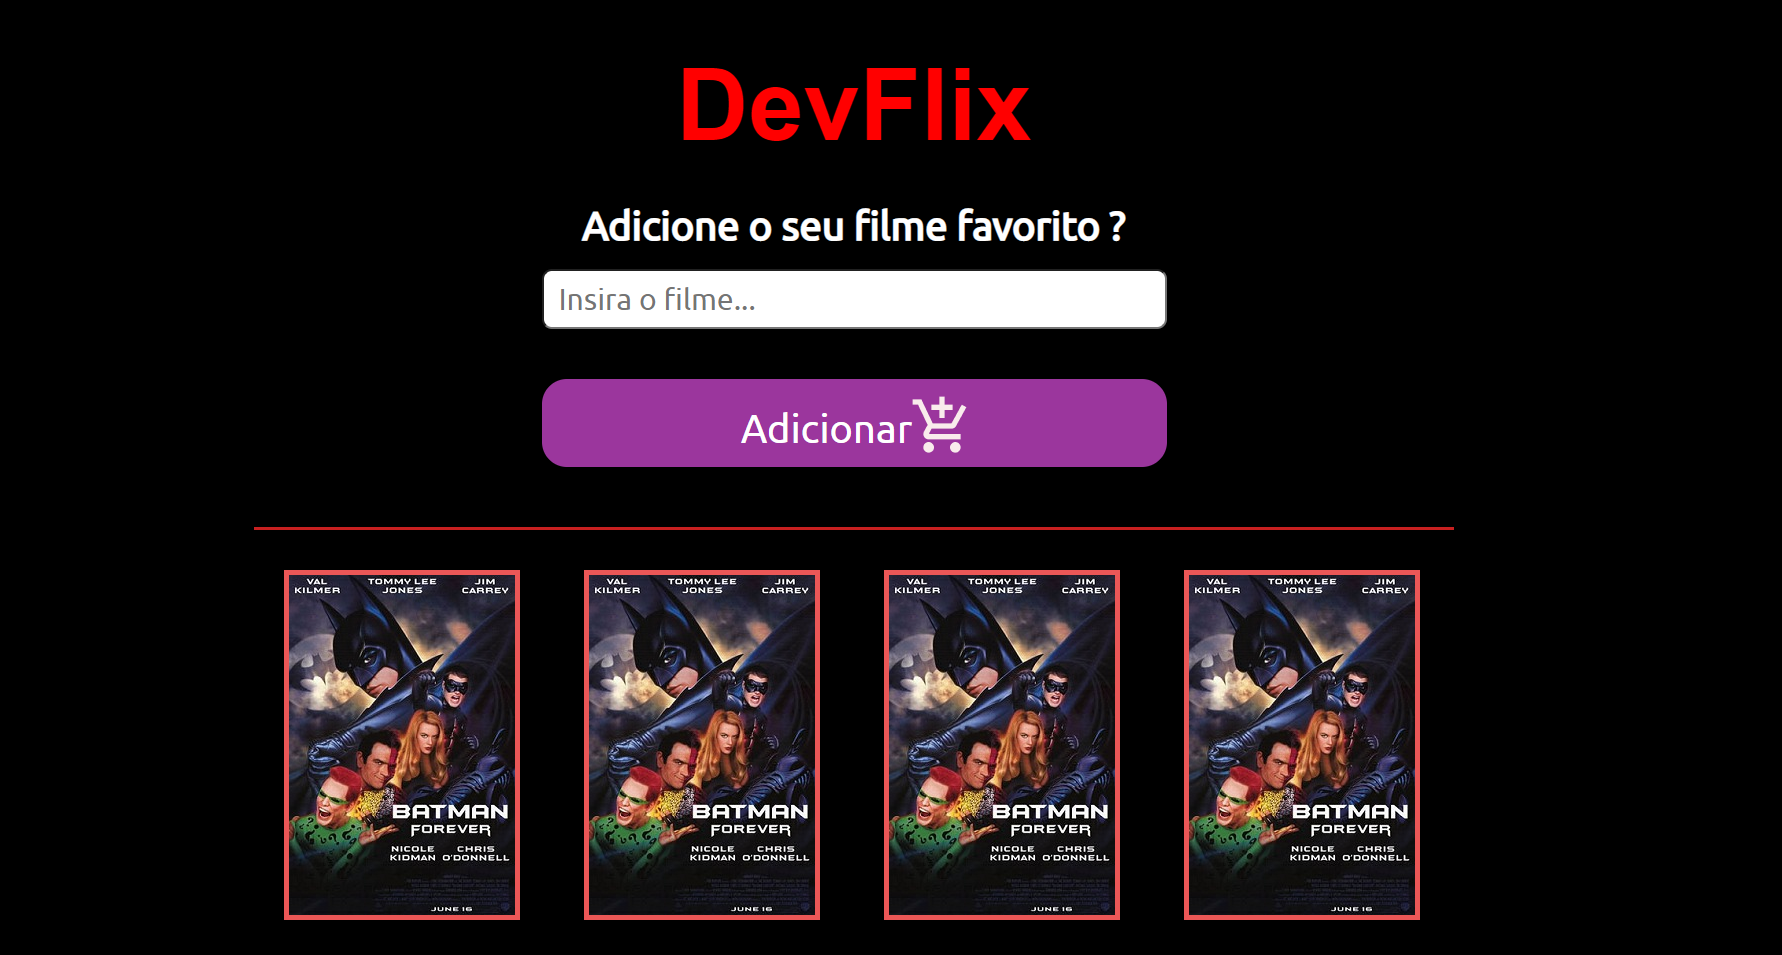 DevFlix
Adicione o seu filme favorito ?
Insira o filme...
Adicionar
VAL KILMER TOMMY LEE JONES JIM CARREY
BATMAN
FOREVER
NICOLE KIDMAN CHRIS O'DONNELL
JUNE 16
VAL KILMER TOMMY LEE JONES JIM CARREY
BATMAN
FOREVER
NICOLE KIDMAN CHRIS O'DONNELL
JUNE 16
VAL KILMER TOMMY LEE JONES JIM CARREY
BATMAN
FOREVER
NICOLE KIDMAN CHRIS O'DONNELL
JUNE 16
VAL KILMER TOMMY LEE JONES JIM CARREY
BATMAN
FOREVER
NICOLE KIDMAN CHRIS O'DONNELL
JUNE 16